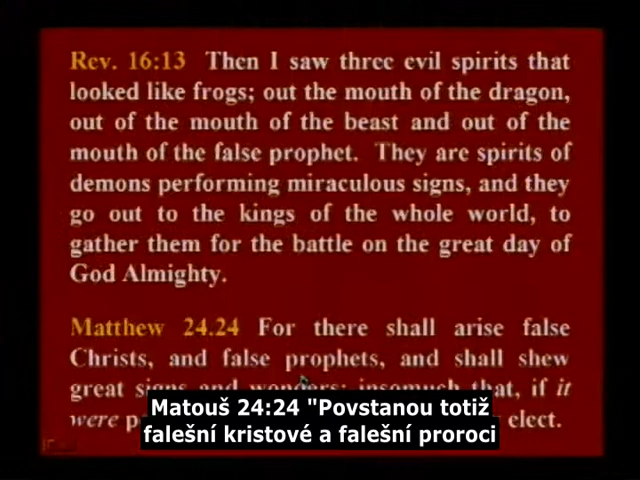 Rev. 16:13 Then I saw three evil spirits that
looked like frogs; out the mouth of the dragon,
out of the mouth of the beast and out of the
mouth of the false prophet. They are spirits of
demons performing miraculous signs, and they
go out to the kings of the whole world, to
gather them for the battle on the great day of
God Almighty.
Matthew 24.24 For there shall arise false
Christs, and false prophets, and shall shew
great signs and wonders; insomuch that, if it
were elect.
Matouš 24:24 "Povstanou totiž
falešní kristové a falešní proroci